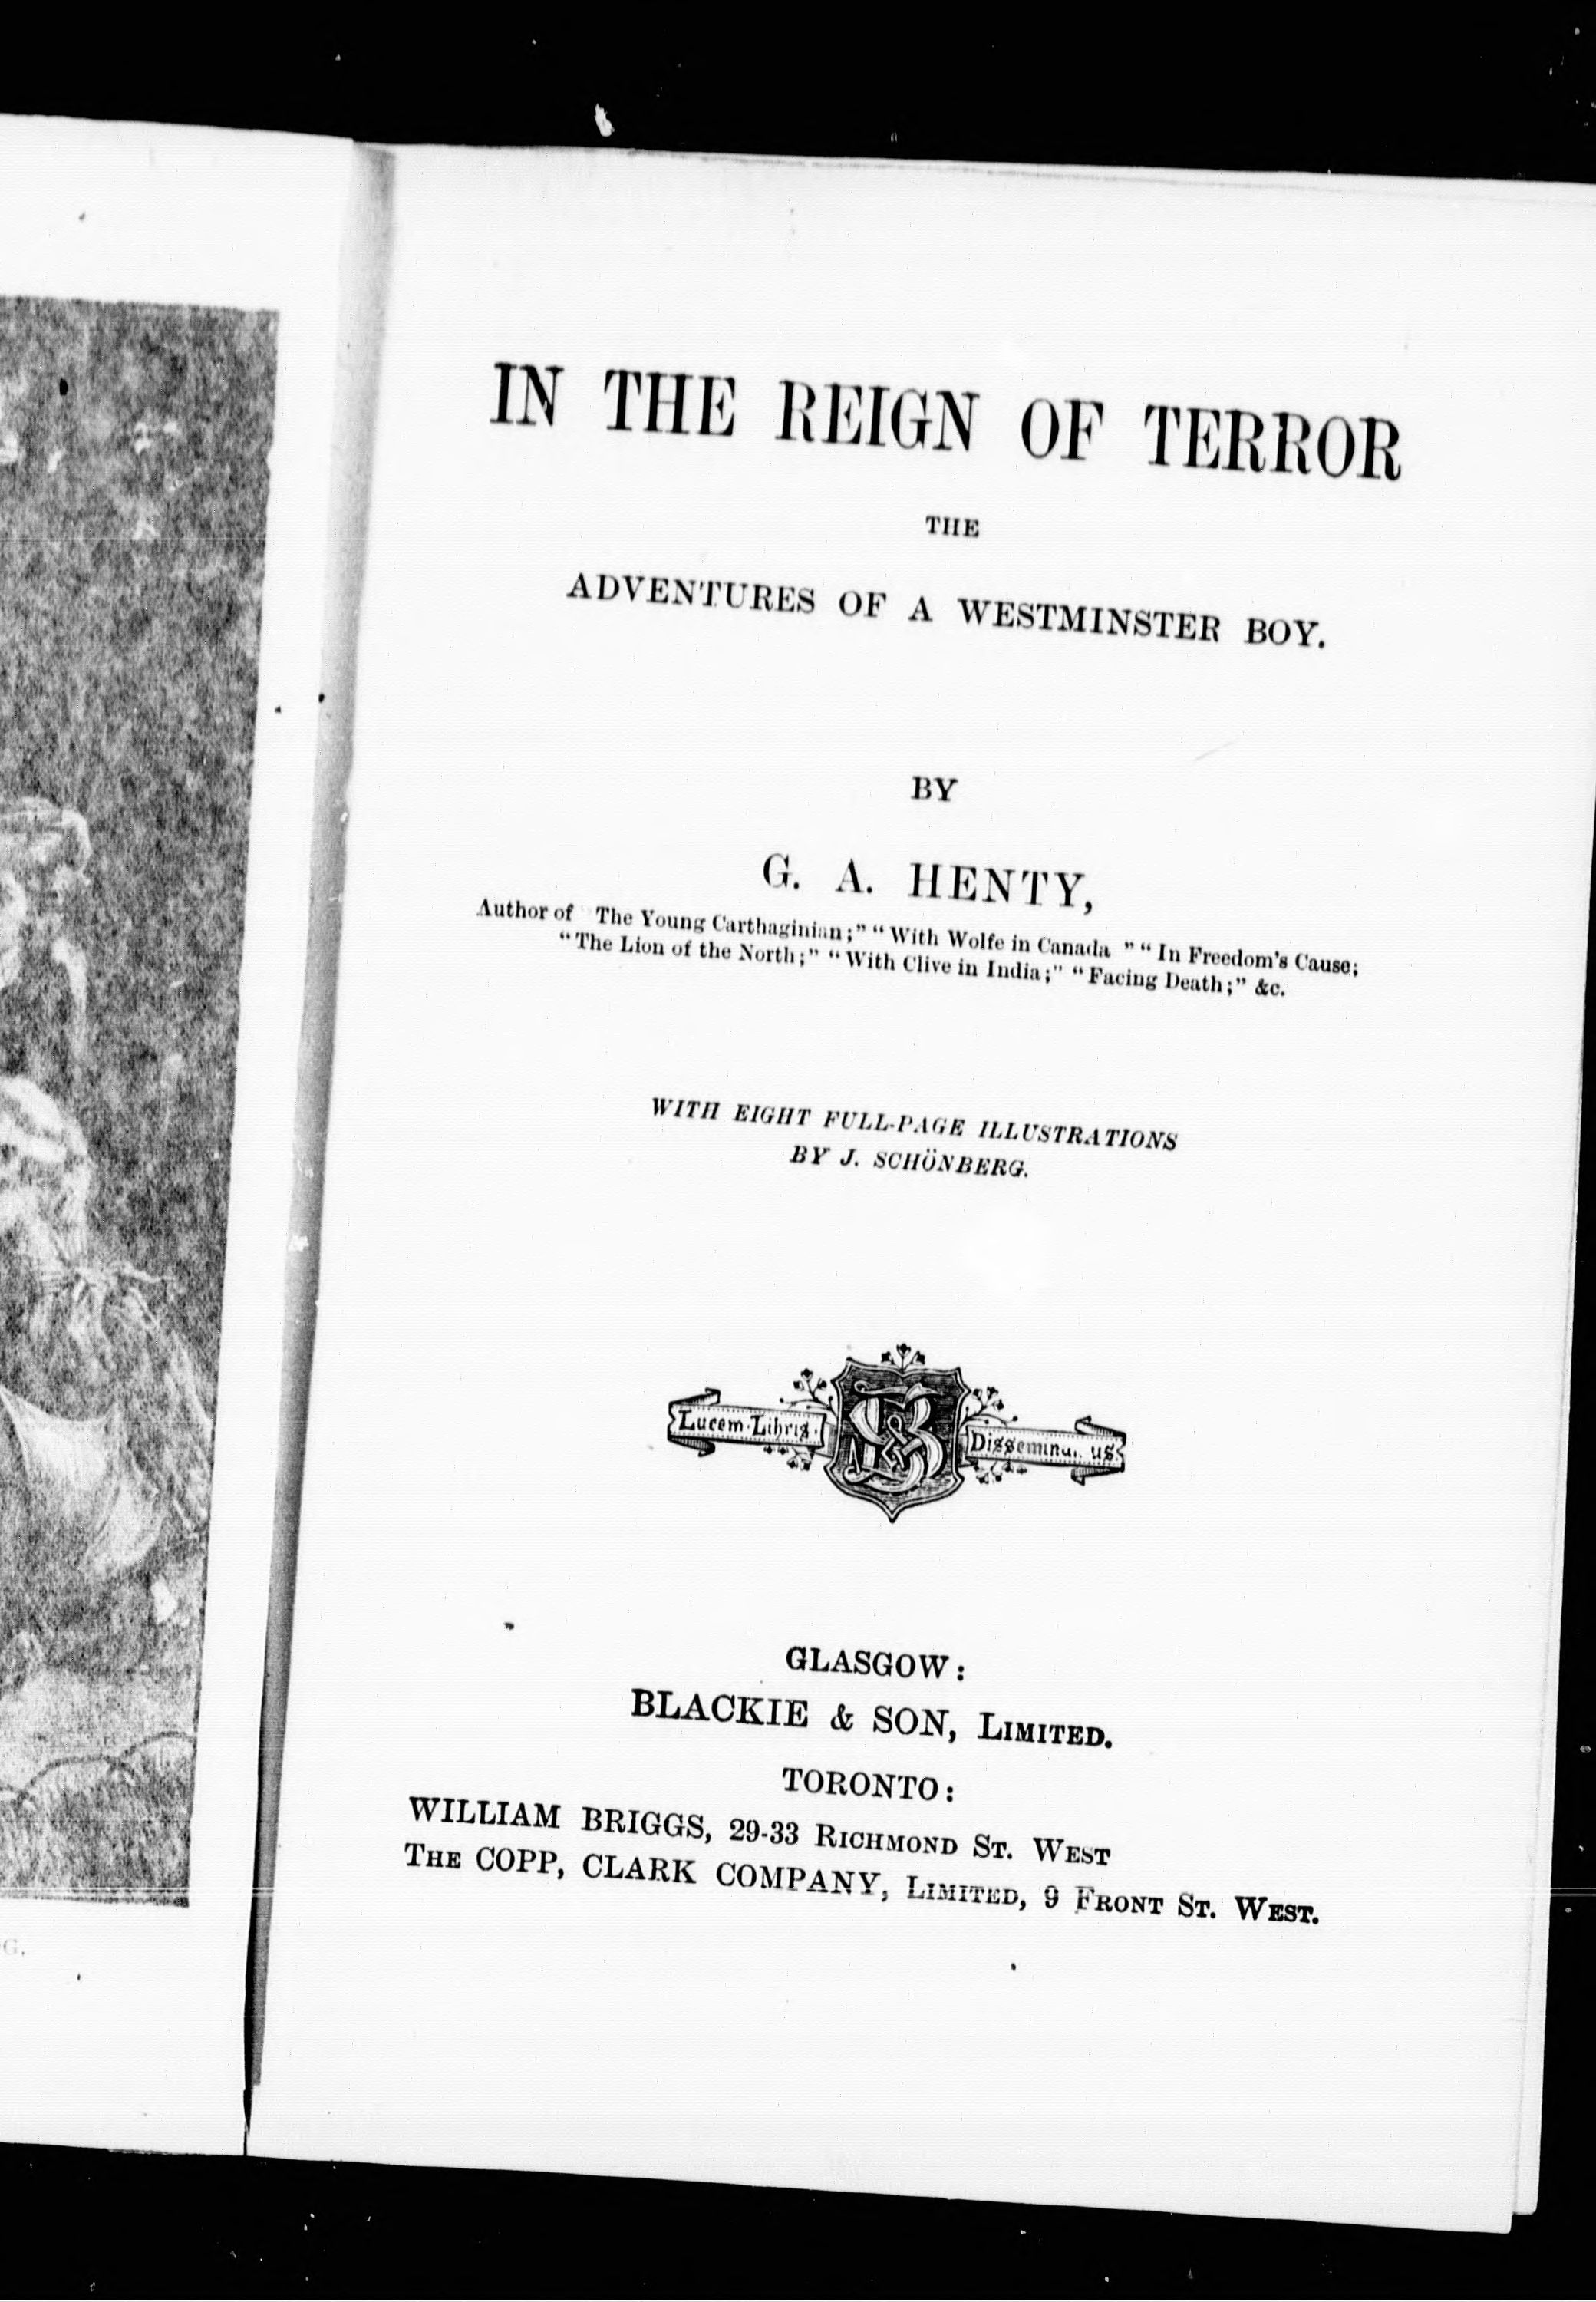 IN THE REIGN OF TERROR
THE
ADVENTURES OF A WESTMINSTER BOY.
BY
G. A. HENTY,
Author of The Young Carthaginian;" "With Wolfe in Canada " "In Freedom's Cause;
"The Lion of the North;" "With Clive in India;" "Facing Death;" &c.
WITH EIGHT FULL-PAGE ILLUSTRATIONS
BY J. SCHÖNBERG.
Lucem Libris
GLASGOW:
BLACKIE & SON, LIMITED.
TORONTO:
WILLIAM BRIGGS, 29-33 RICHMOND ST. WEST
THE COPP, CLARK COMPANY, LIMITED, 9 FRONT ST. WEST.
G.